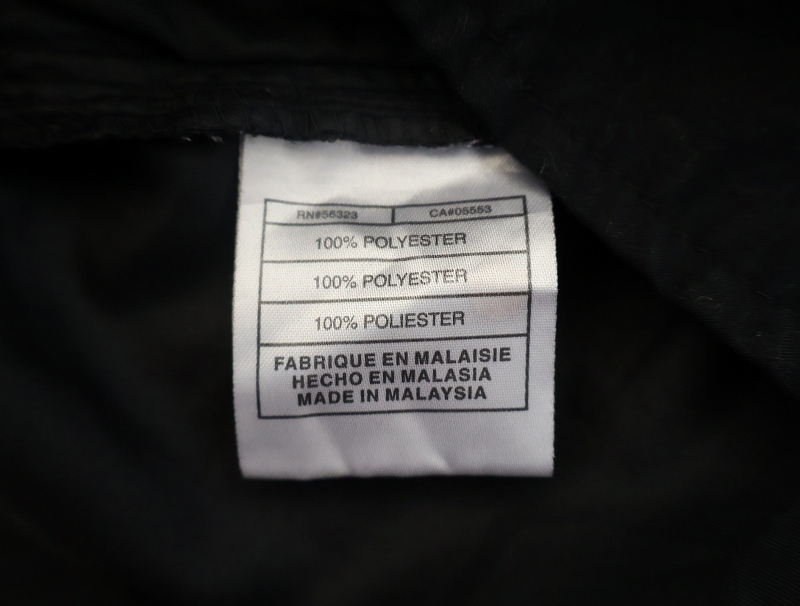 RN#56323 CA#05553
100% POLYESTER
100% POLYESTER
100% POLIESTER
FABRIQUE EN MALAISIE
HECHO EN MALASIA
MADE IN MALAYSIA